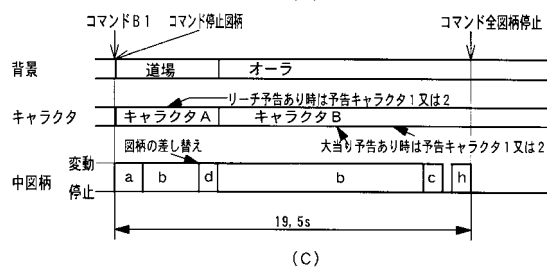 コマンドB1
コマンド停止図柄
コマンド全図柄停止
背景
道場
オーラ
リーチ予告あり時は予告キャラクタ1又は2
キャラクタ
キャラクタA
キャラクタB
図柄の差し替え
大当り予告あり時は予告キャラクタ1又は2
中図柄
変動
停止
a
b
d
b
c
h
19,5s
(C)